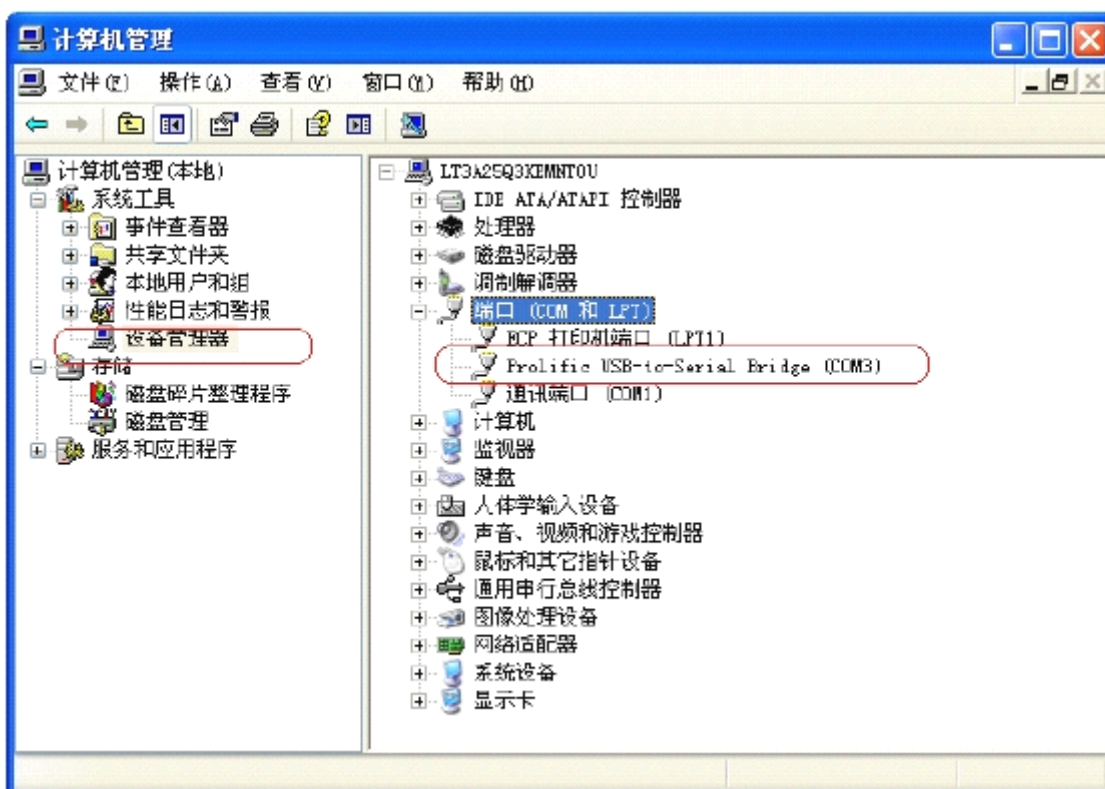 计算机管理
文件(F) 操作(A) 查看(V) 窗口(W) 帮助(H)
计算机管理(本地)
系统工具
事件查看器
共享文件夹
本地用户和组
性能日志和警报
设备管理器
存储
磁盘碎片整理程序
磁盘管理
服务和应用程序
LT3A25Q3KEMNTOU
IDE ATA/ATAPI 控制器
处理器
磁盘驱动器
调制解调器
端口 (COM 和 LPT)
ECP 打印机端口 (LPT1)
Prolific USB-to-Serial Bridge (COM3)
通讯端口 (COM1)
计算机
监视器
键盘
人体学输入设备
声音、视频和游戏控制器
鼠标和其它指针设备
通用串行总线控制器
图像处理设备
网络适配器
系统设备
显示卡